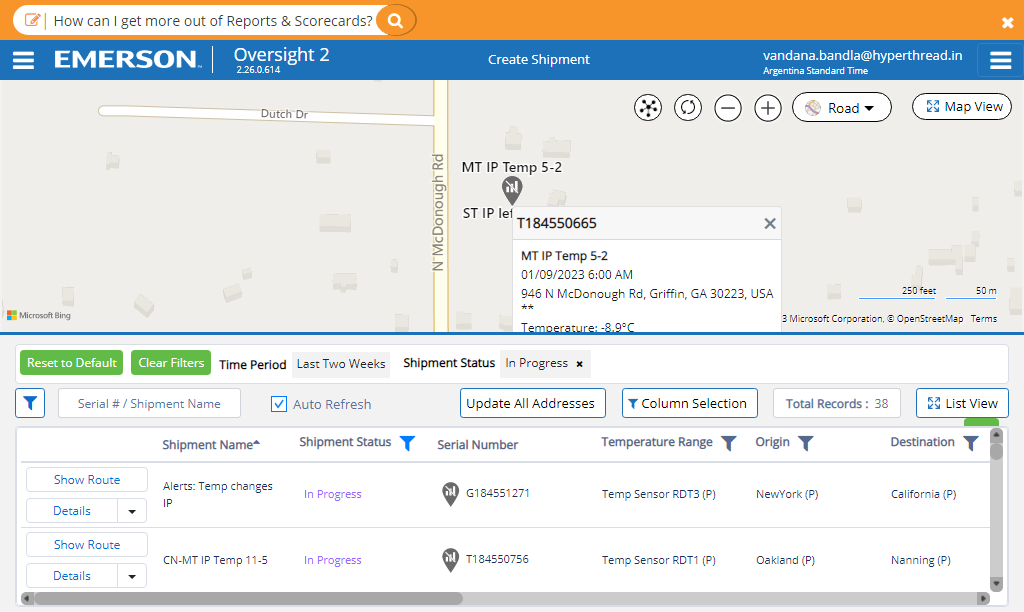 How can I get more out of Reports & Scorecards?
EMERSON™ Oversight 2
2.26.0.614
Create Shipment
vandana.bandla@hyperthread.in
Argentina Standard Time
Dutch Dr
N McDonough Rd
Road
Map View
MT IP Temp 5-2
ST IP lef
T184550665
MT IP Temp 5-2
01/09/2023 6:00 AM
946 N McDonough Rd, Griffin, GA 30223, USA
**
Temperature: -8.9°C
250 feet 50 m
Microsoft Bing
3 Microsoft Corporation, © OpenStreetMap Terms
Reset to Default Clear Filters Time Period Last Two Weeks Shipment Status In Progress ×
Serial # / Shipment Name Auto Refresh Update All Addresses Column Selection Total Records : 38 List View
Shipment Name Shipment Status Serial Number Temperature Range Origin Destination
Show Route
Details
Alerts: Temp changes
IP
In Progress G184551271 Temp Sensor RDT3 (P) NewYork (P) California (P)
Show Route
Details
CN-MT IP Temp 11-5 In Progress T184550756 Temp Sensor RDT1 (P) Oakland (P) Nanning (P)